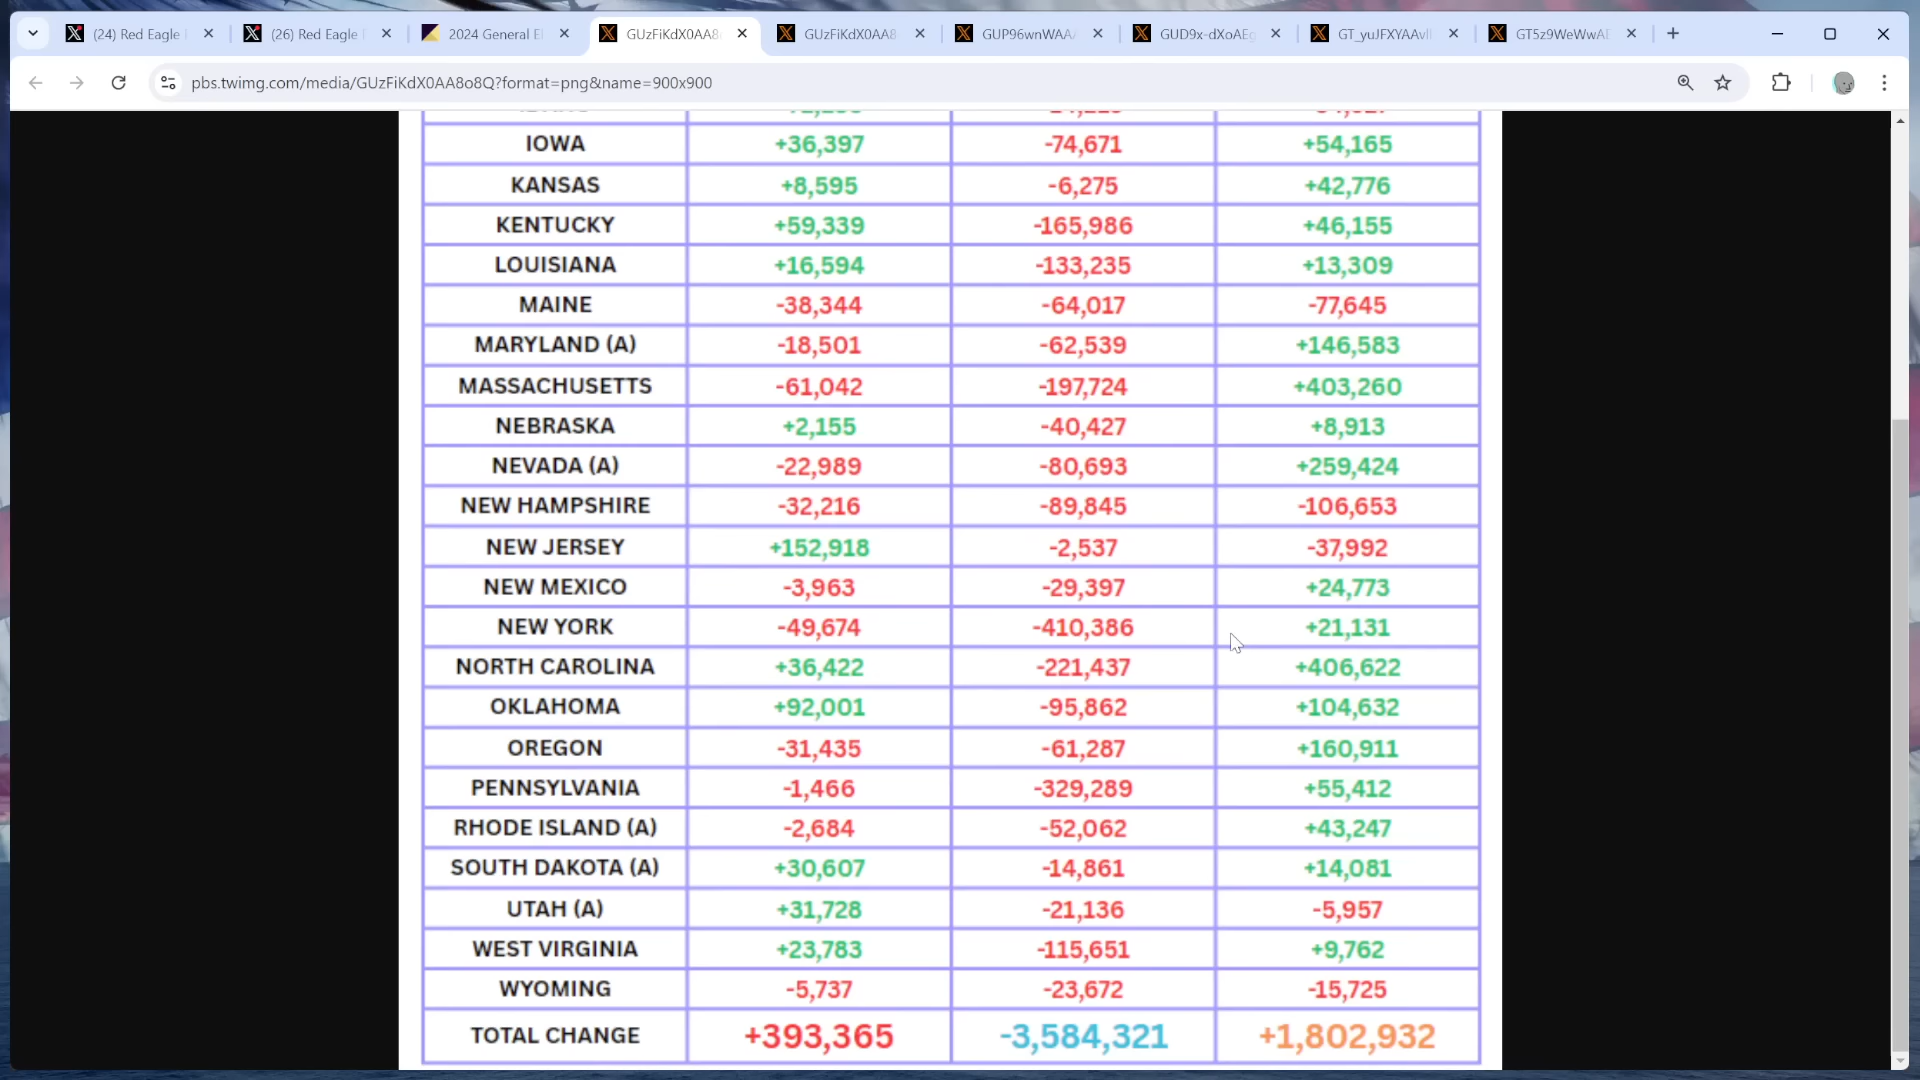 (24) Red Eagle
(26) Red Eagle
2024 General El
GUzFiKdX0AA8
GUzFiKdX0AA8
GUP96wnWAA
GUD9x-dXoAEg
GT_yuJFXYAAvl
GT5z9WeWwAI
pbs.twimg.com/media/GUzFiKdX0AA8o8Q?format=png&name=900x900
IOWA +36,397 -74,671 +54,165
KANSAS +8,595 -6,275 +42,776
KENTUCKY +59,339 -165,986 +46,155
LOUISIANA +16,594 -133,235 +13,309
MAINE -38,344 -64,017 -77,645
MARYLAND (A) -18,501 -62,539 +146,583
MASSACHUSETTS -61,042 -197,724 +403,260
NEBRASKA +2,155 -40,427 +8,913
NEVADA (A) -22,989 -80,693 +259,424
NEW HAMPSHIRE -32,216 -89,845 -106,653
NEW JERSEY +152,918 -2,537 -37,992
NEW MEXICO -3,963 -29,397 +24,773
NEW YORK -49,674 -410,386 +21,131
NORTH CAROLINA +36,422 -221,437 +406,622
OKLAHOMA +92,001 -95,862 +104,632
OREGON -31,435 -61,287 +160,911
PENNSYLVANIA -1,466 -329,289 +55,412
RHODE ISLAND (A) -2,684 -52,062 +43,247
SOUTH DAKOTA (A) +30,607 -14,861 +14,081
UTAH (A) +31,728 -21,136 -5,957
WEST VIRGINIA +23,783 -115,651 +9,762
WYOMING -5,737 -23,672 -15,725
TOTAL CHANGE +393,365 -3,584,321 +1,802,932